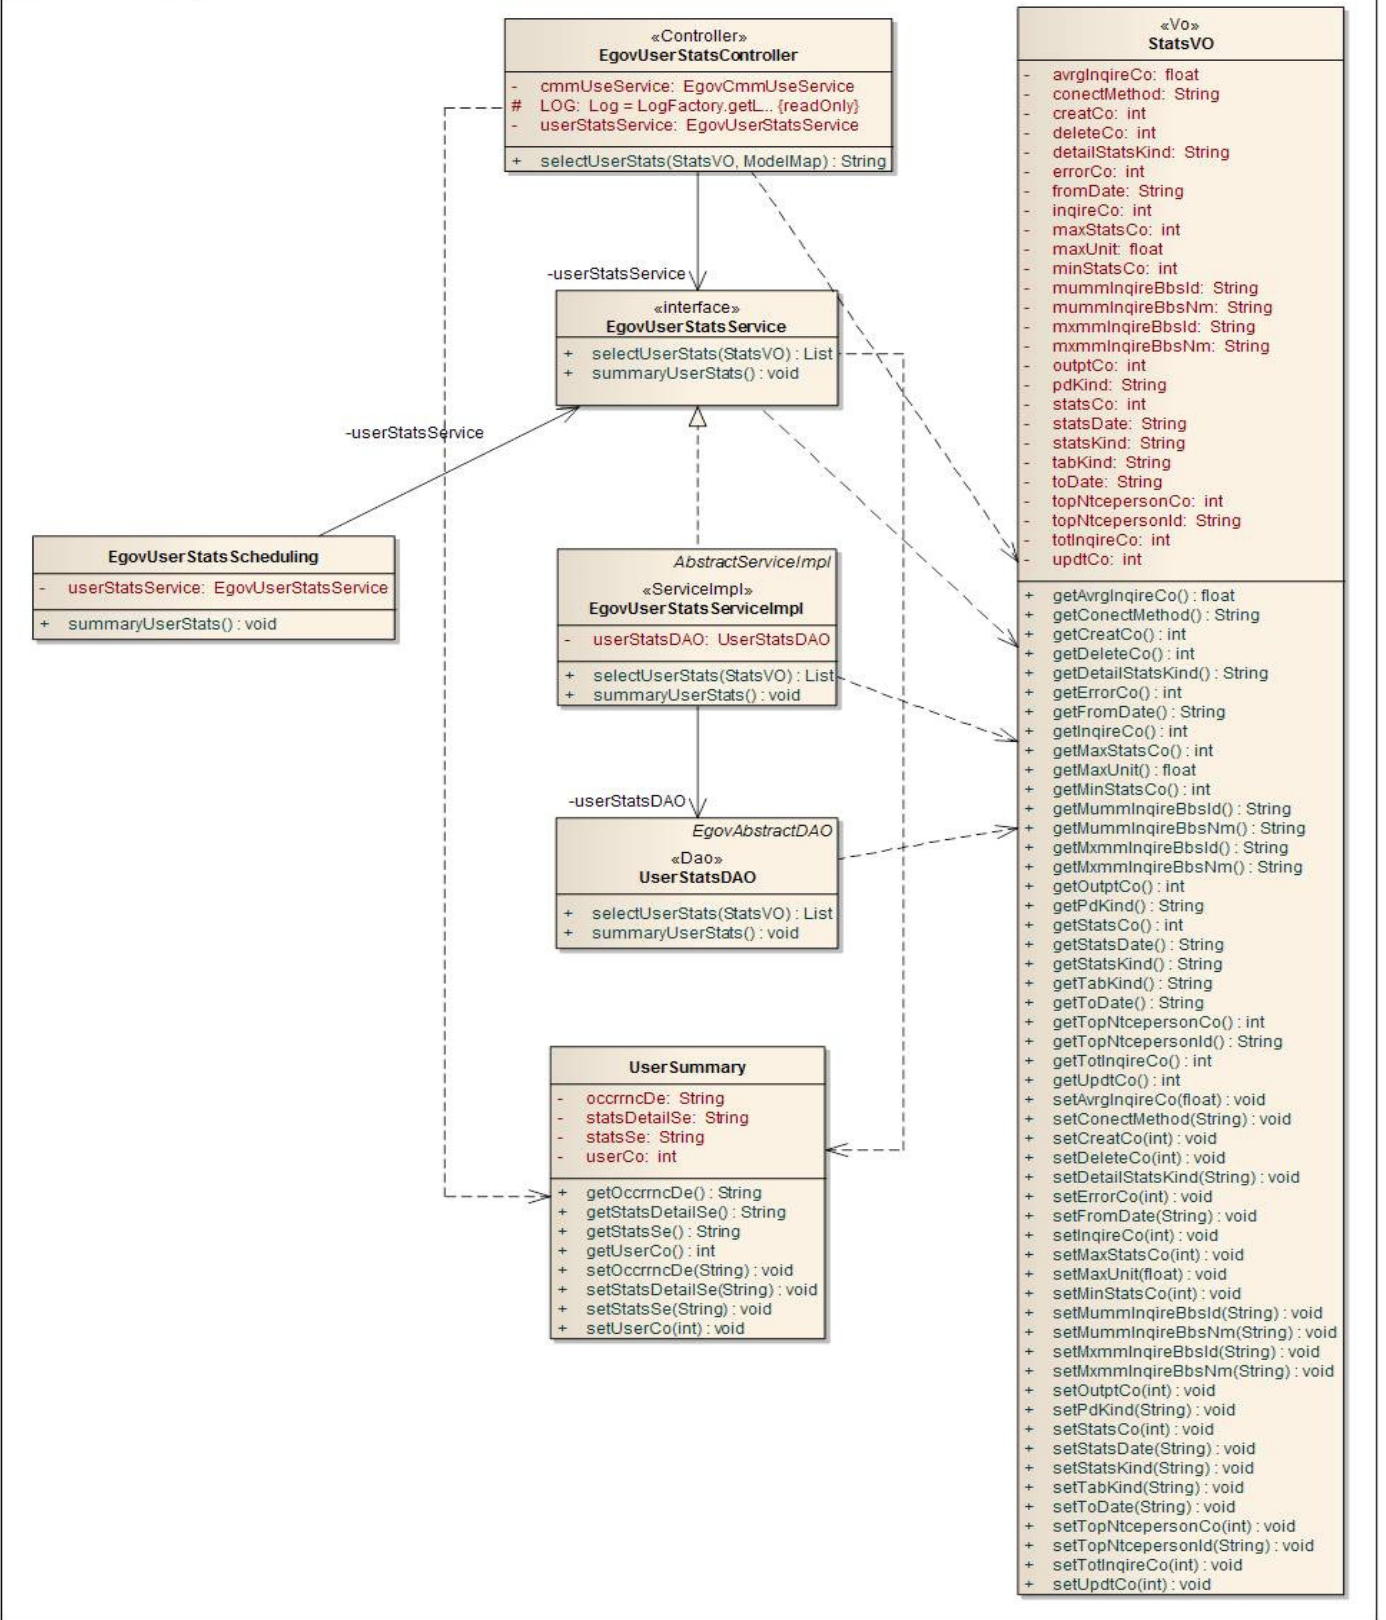 «Controller»
EgovUserStatsController
- cmmUseService: EgovCmmUseService
# LOG: Log = LogFactory.getL... {readOnly}
- userStatsService: EgovUserStatsService
+ selectUserStats(StatsVO, ModelMap) : String
-userStatsService
«interface»
EgovUserStatsService
+ selectUserStats(StatsVO) : List
+ summaryUserStats() : void
-userStatsService
EgovUserStatsScheduling
- userStatsService: EgovUserStatsService
+ summaryUserStats() : void
AbstractServiceImpl
«ServiceImpl»
EgovUserStatsServiceImpl
- userStatsDAO: UserStatsDAO
+ selectUserStats(StatsVO) : List
+ summaryUserStats() : void
-userStatsDAO
EgovAbstractDAO
«Dao»
UserStatsDAO
+ selectUserStats(StatsVO) : List
+ summaryUserStats() : void
UserSummary
- occrrncDe: String
- statsDetailSe: String
- statsSe: String
- userCo: int
+ getOccrrncDe() : String
+ getStatsDetailSe() : String
+ getStatsSe() : String
+ getUserCo() : int
+ setOccrrncDe(String) : void
+ setStatsDetailSe(String) : void
+ setStatsSe(String) : void
+ setUserCo(int) : void
«Vo»
StatsVO
- avrgInqireCo: float
- conectMethod: String
- creatCo: int
- deleteCo: int
- detailStatsKind: String
- errorCo: int
- fromDate: String
- inqireCo: int
- maxStatsCo: int
- maxUnit: float
- minStatsCo: int
- mummInqireBbsId: String
- mummInqireBbsNm: String
- mxmmInqireBbsId: String
- mxmmInqireBbsNm: String
- outptCo: int
- pdKind: String
- statsCo: int
- statsDate: String
- statsKind: String
- tabKind: String
- toDate: String
- topNtcepersonCo: int
- topNtcepersonId: String
- totInqireCo: int
- updtCo: int
+ getAvrgInqireCo() : float
+ getConectMethod() : String
+ getCreatCo() : int
+ getDeleteCo() : int
+ getDetailStatsKind() : String
+ getErrorCo() : int
+ getFromDate() : String
+ getInqireCo() : int
+ getMaxStatsCo() : int
+ getMaxUnit() : float
+ getMinStatsCo() : int
+ getMummInqireBbsId() : String
+ getMummInqireBbsNm() : String
+ getMxmmInqireBbsId() : String
+ getMxmmInqireBbsNm() : String
+ getOutptCo() : int
+ getPdKind() : String
+ getStatsCo() : int
+ getStatsDate() : String
+ getStatsKind() : String
+ getTabKind() : String
+ getToDate() : String
+ getTopNtcepersonCo() : int
+ getTopNtcepersonId() : String
+ getTotInqireCo() : int
+ getUpdtCo() : int
+ setAvrgInqireCo(float) : void
+ setConectMethod(String) : void
+ setCreatCo(int) : void
+ setDeleteCo(int) : void
+ setDetailStatsKind(String) : void
+ setErrorCo(int) : void
+ setFromDate(String) : void
+ setInqireCo(int) : void
+ setMaxStatsCo(int) : void
+ setMaxUnit(float) : void
+ setMinStatsCo(int) : void
+ setMummInqireBbsId(String) : void
+ setMummInqireBbsNm(String) : void
+ setMxmmInqireBbsId(String) : void
+ setMxmmInqireBbsNm(String) : void
+ setOutptCo(int) : void
+ setPdKind(String) : void
+ setStatsCo(int) : void
+ setStatsDate(String) : void
+ setStatsKind(String) : void
+ setTabKind(String) : void
+ setToDate(String) : void
+ setTopNtcepersonCo(int) : void
+ setTopNtcepersonId(String) : void
+ setTotInqireCo(int) : void
+ setUpdtCo(int) : void